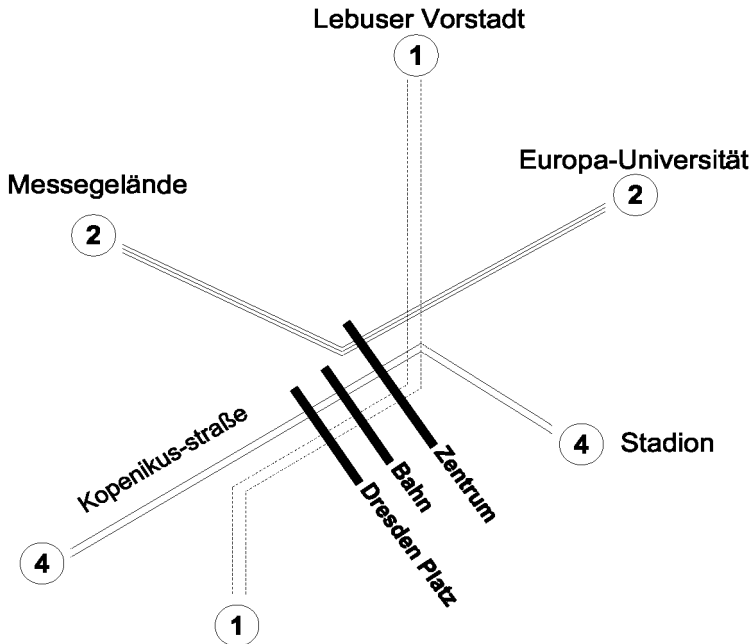 Lebuser Vorstadt
1
Europa-Universität
2
Messegelände
2
Kopenikus-straße
4
Stadion
Zentrum
Bahn
Dresden Platz
4
1